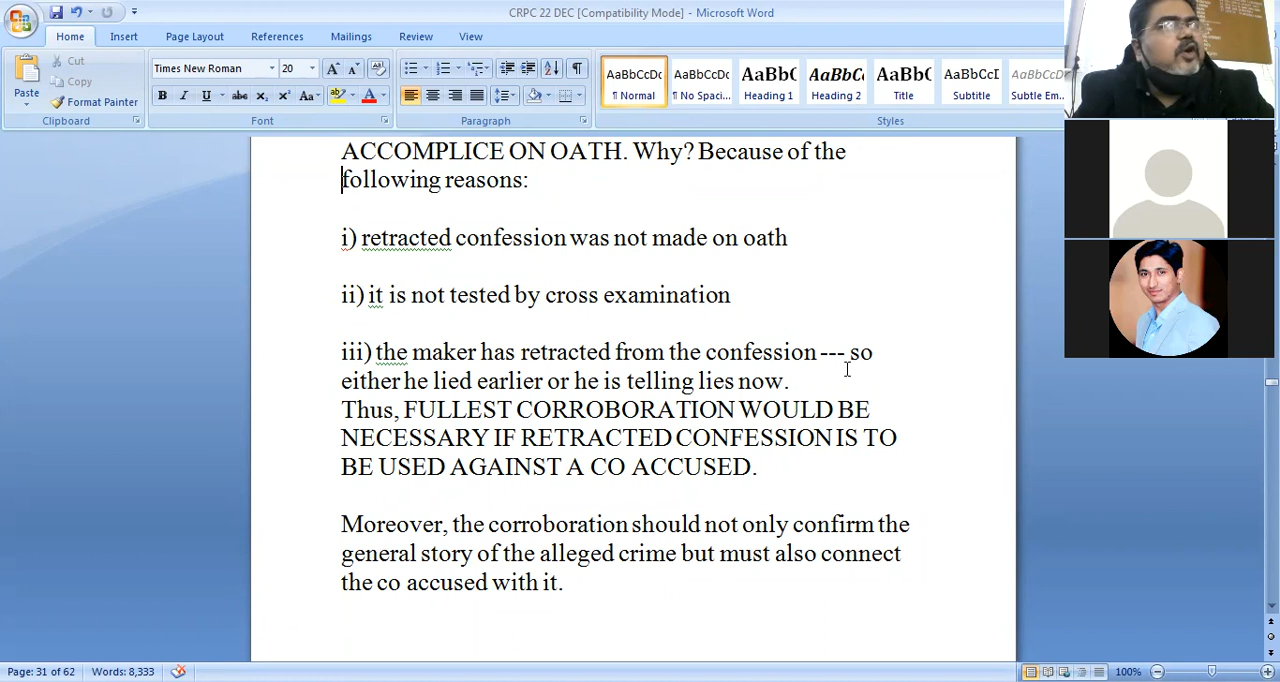 CRPC 22 DEC [Compatibility Mode] - Microsoft Word
Home Insert Page Layout References Mailings Review View
Paste
Cut
Copy
Format Painter
Clipboard
Times New Roman 20
Font
Paragraph
AaBbCcDc AaBbCcDc AaBbC AaBbCc AaBbC AaBbCcI AaBbCcD
¶ Normal ¶ No Spaci... Heading 1 Heading 2 Title Subtitle Subtle Em...
Styles
ACCOMPLICE ON OATH. Why? Because of the
following reasons:
i) retracted confession was not made on oath
ii) it is not tested by cross examination
iii) the maker has retracted from the confession --- so
either he lied earlier or he is telling lies now.
Thus, FULLEST CORROBORATION WOULD BE
NECESSARY IF RETRACTED CONFESSION IS TO
BE USED AGAINST A CO ACCUSED.
Moreover, the corroboration should not only confirm the
general story of the alleged crime but must also connect
the co accused with it.
Page: 31 of 62 Words: 8,333 100%